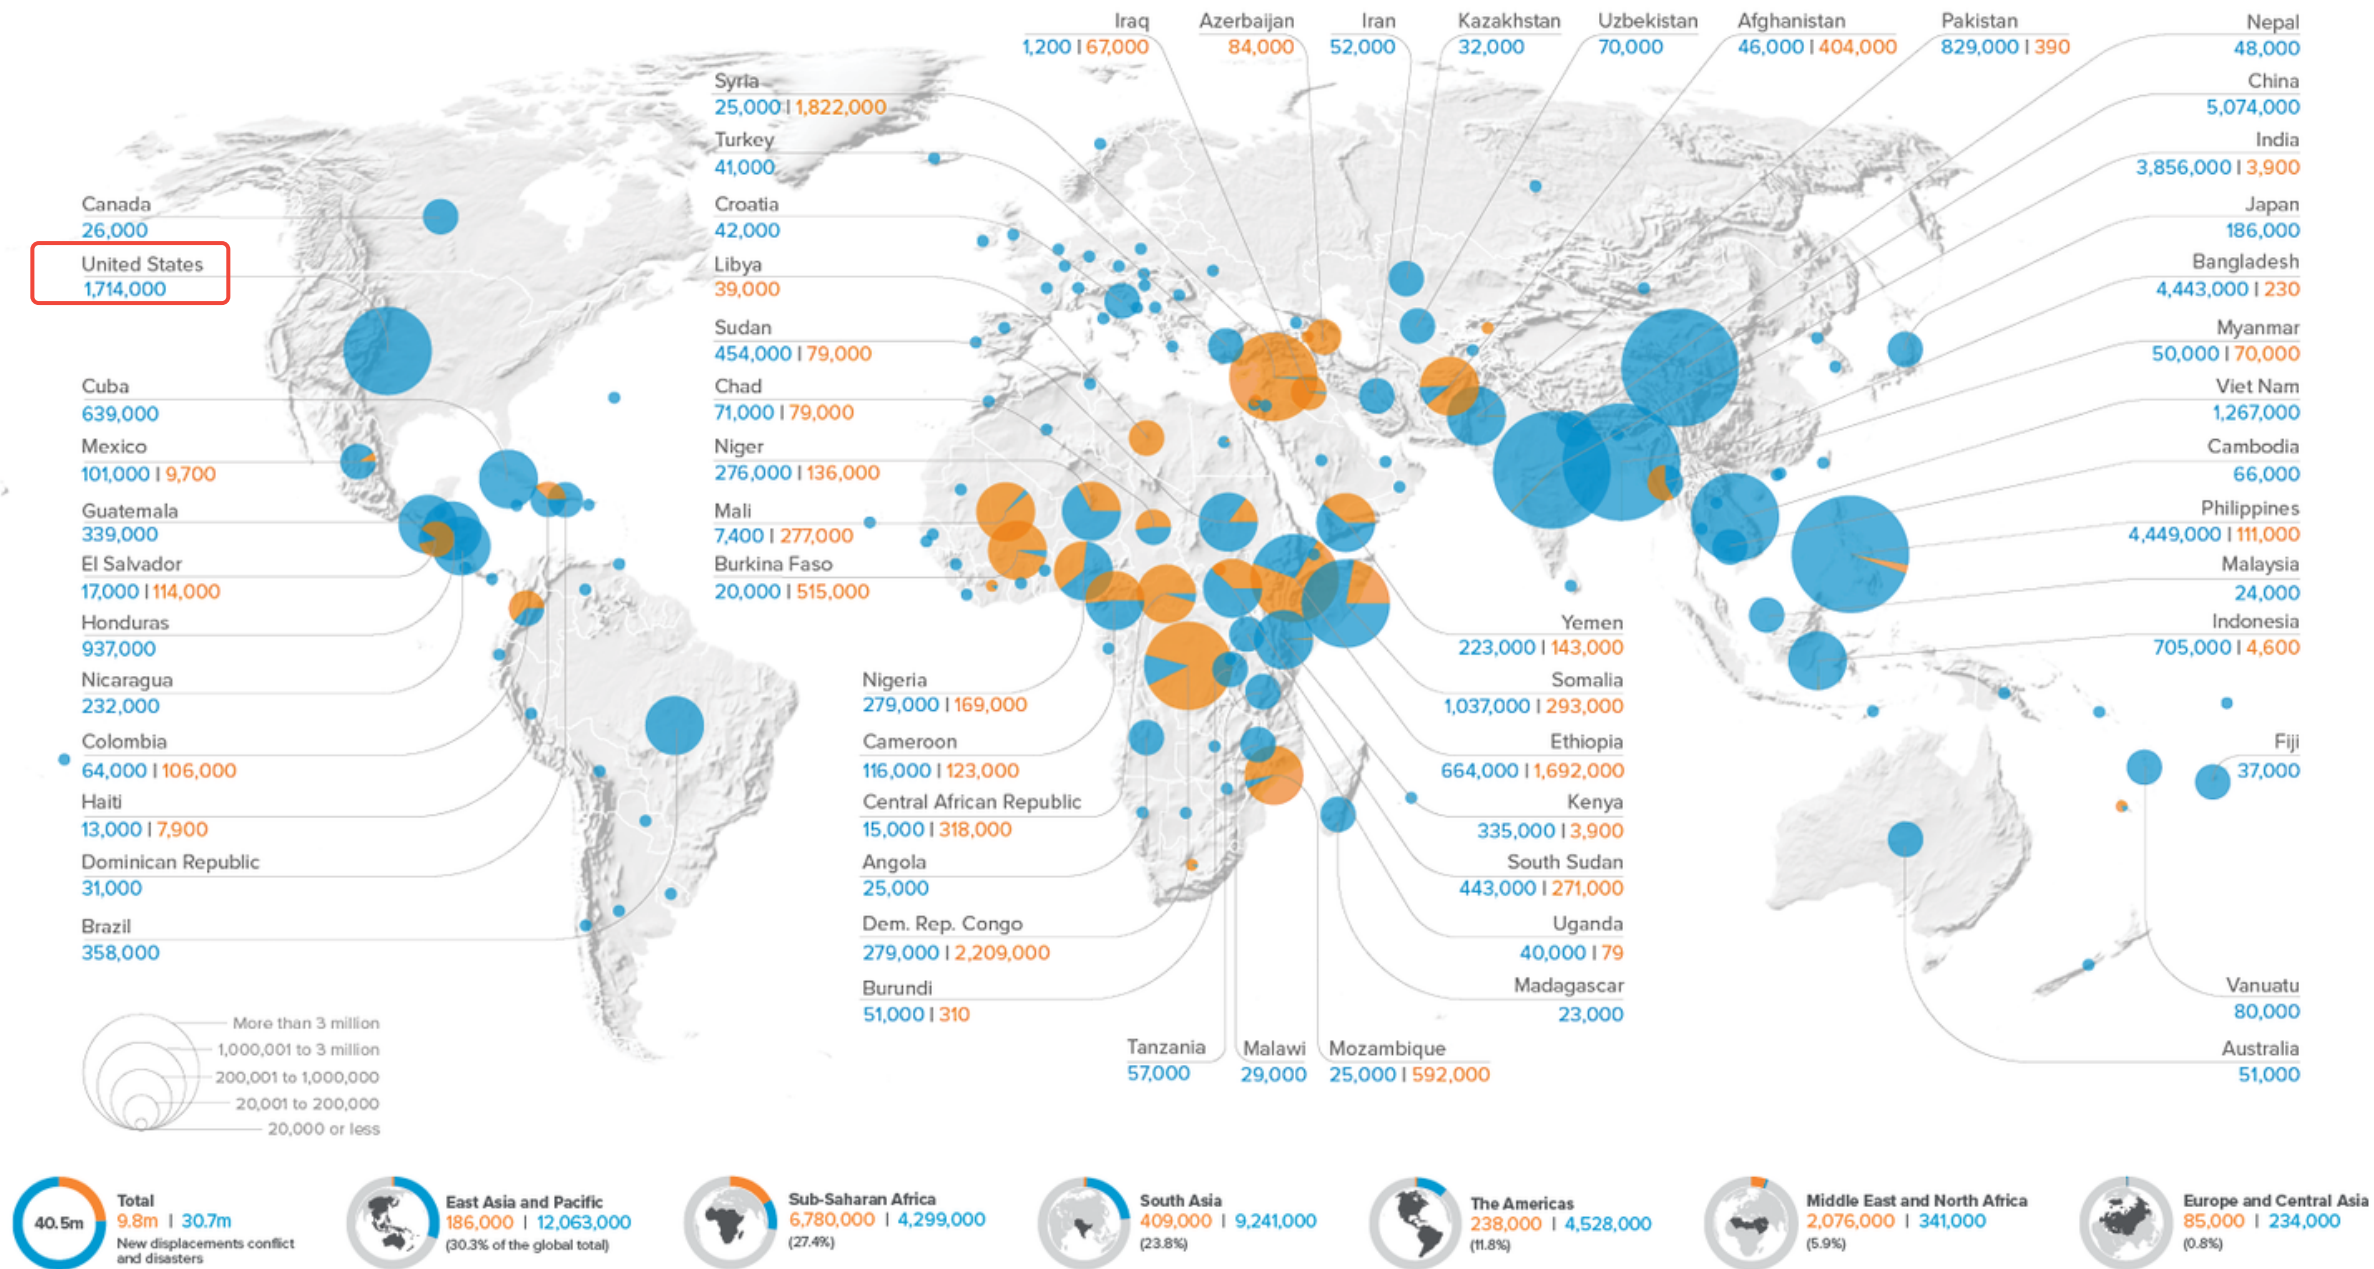 Iraq
1,200 | 67,000
Azerbaijan
84,000
Iran
52,000
Kazakhstan
32,000
Uzbekistan
70,000
Afghanistan
46,000 | 404,000
Pakistan
829,000 | 390
Nepal
48,000
China
5,074,000
India
3,856,000 | 3,900
Japan
186,000
Bangladesh
4,443,000 | 230
Myanmar
50,000 | 70,000
Viet Nam
1,267,000
Cambodia
66,000
Philippines
4,449,000 | 111,000
Malaysia
24,000
Indonesia
705,000 | 4,600
Fiji
37,000
Vanuatu
80,000
Australia
51,000
Syria
25,000 | 1,822,000
Turkey
41,000
Croatia
42,000
Libya
39,000
Sudan
454,000 | 79,000
Chad
71,000 | 79,000
Niger
276,000 | 136,000
Mali
7,400 | 277,000
Burkina Faso
20,000 | 515,000
Canada
26,000
United States
1,714,000
Cuba
639,000
Mexico
101,000 | 9,700
Guatemala
339,000
El Salvador
17,000 | 114,000
Honduras
937,000
Nicaragua
232,000
Colombia
64,000 | 106,000
Haiti
13,000 | 7,900
Dominican Republic
31,000
Brazil
358,000
Nigeria
279,000 | 169,000
Cameroon
116,000 | 123,000
Central African Republic
15,000 | 318,000
Angola
25,000
Dem. Rep. Congo
279,000 | 2,209,000
Burundi
51,000 | 310
Tanzania
57,000
Malawi
29,000
Mozambique
25,000 | 592,000
Yemen
223,000 | 143,000
Somalia
1,037,000 | 293,000
Ethiopia
664,000 | 1,692,000
Kenya
335,000 | 3,900
South Sudan
443,000 | 271,000
Uganda
40,000 | 79
Madagascar
23,000
More than 3 million
1,000,001 to 3 million
200,001 to 1,000,000
20,001 to 200,000
20,000 or less
40.5m
Total
9.8m | 30.7m
New displacements conflict
and disasters
East Asia and Pacific
186,000 | 12,063,000
(30.3% of the global total)
Sub-Saharan Africa
6,780,000 | 4,299,000
(27.4%)
South Asia
409,000 | 9,241,000
(23.8%)
The Americas
238,000 | 4,528,000
(11.8%)
Middle East and North Africa
2,076,000 | 341,000
(5.9%)
Europe and Central Asia
85,000 | 234,000
(0.8%)